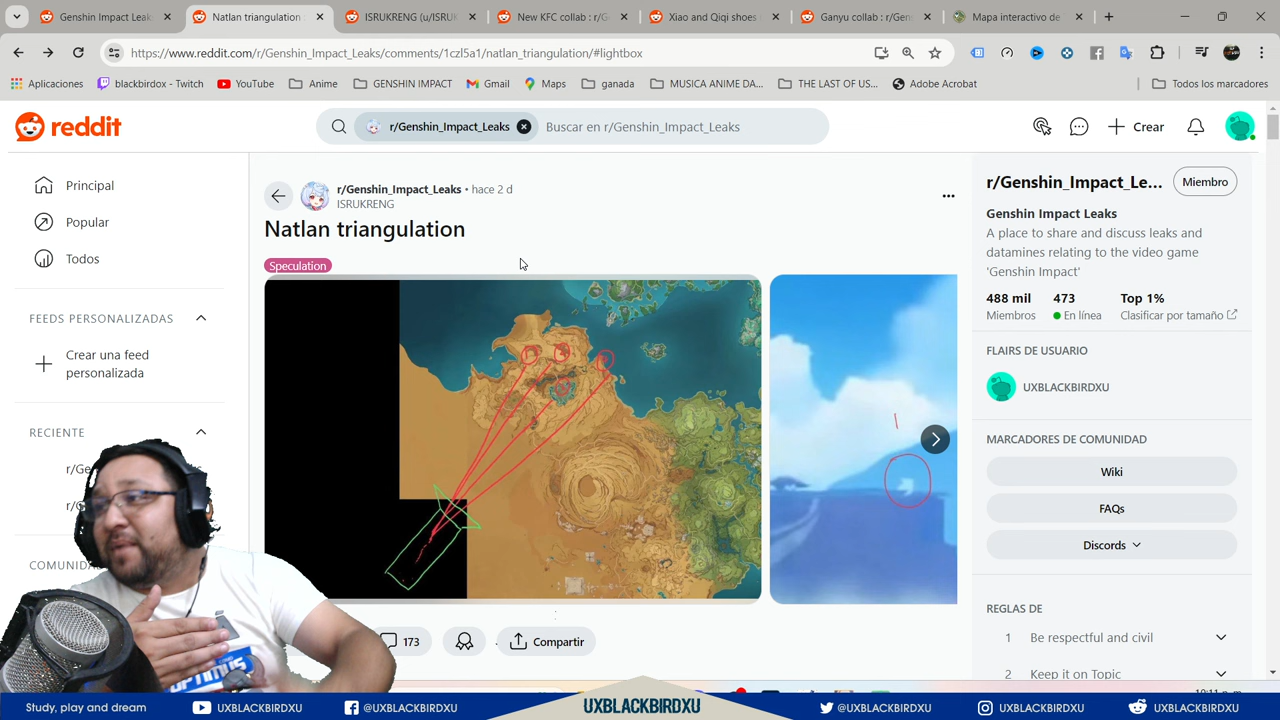 Genshin Impact Leaks
Natlan triangulation :
ISRUKRENG (u/ISRUK
New KFC collab : r/Ge
Xiao and Qiqi shoes
Ganyu collab : r/Gen
Mapa interactivo de
https://www.reddit.com/r/Genshin_Impact_Leaks/comments/1czl5a1/natlan_triangulation/#lightbox
Aplicaciones
blackbirdox - Twitch
YouTube
Anime
GENSHIN IMPACT
Gmail
Maps
ganada
MUSICA ANIME DA...
THE LAST OF US...
Adobe Acrobat
Todos los marcadores
reddit
r/Genshin_Impact_Leaks
Buscar en r/Genshin_Impact_Leaks
Crear
Principal
Popular
Todos
FEEDS PERSONALIZADAS
Crear una feed
personalizada
RECIENTE
r/Ge
r/G
COMUNIDA
r/Genshin_Impact_Leaks • hace 2 d
ISRUKRENG
Natlan triangulation
Speculation
173
Compartir
r/Genshin_Impact_Le...
Miembro
Genshin Impact Leaks
A place to share and discuss leaks and
datamines relating to the video game
'Genshin Impact'
488 mil
473
Top 1%
Miembros
En línea
Clasificar por tamaño
FLAIRS DE USUARIO
UXBLACKBIRDXU
MARCADORES DE COMUNIDAD
Wiki
FAQs
Discords
REGLAS DE
1 Be respectful and civil
2 Keep it on Topic
Study, play and dream
UXBLACKBIRDXU
@UXBLACKBIRDXU
UXBLACKBIRDXU
@UXBLACKBIRDXU
UXBLACKBIRDXU
UXBLACKBIRDXU